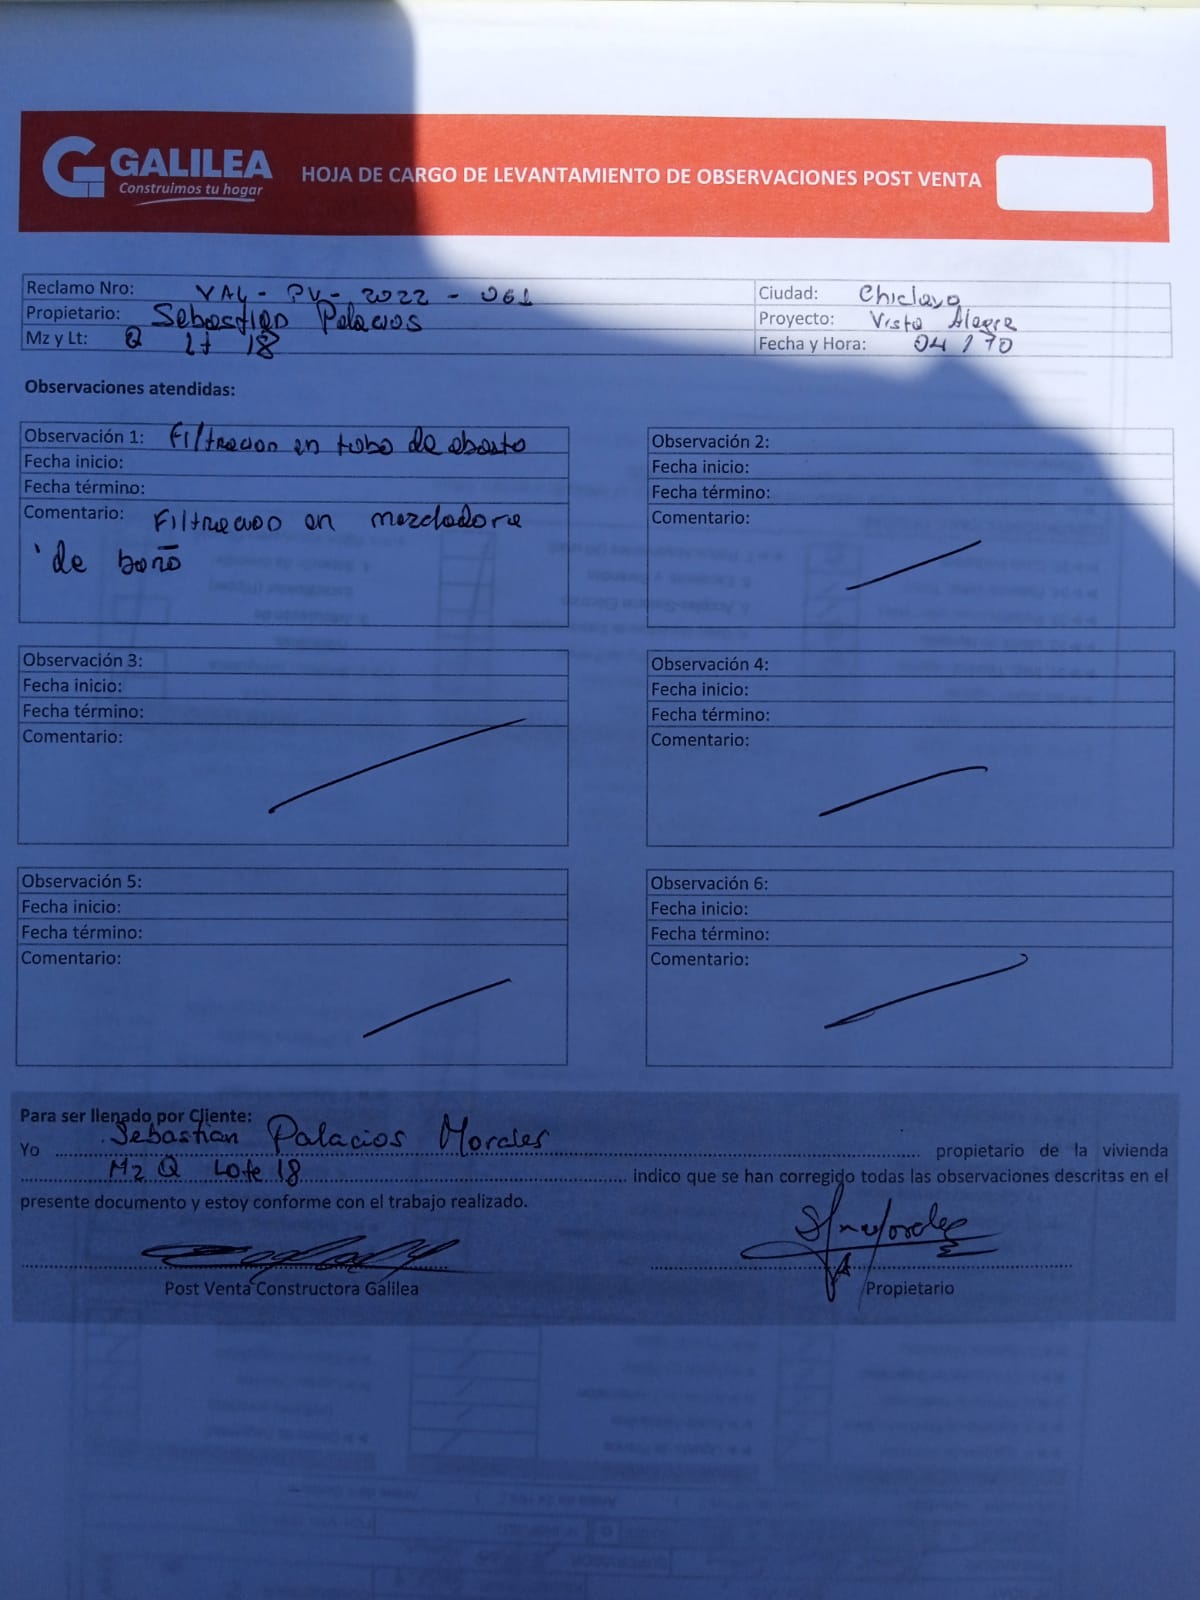 GALILEA
Construimos tu hogar
HOJA DE CARGO DE LEVANTAMIENTO DE OBSERVACIONES POST VENTA
Reclamo Nro: VAL - PV - 2022 - 061
Ciudad: Chiclayo
Propietario: Sebastian Palacios
Proyecto: Vista Alegre
Mz y Lt: Q Lt 18
Fecha y Hora: 04 / 10
Observaciones atendidas:
Observación 1: Filtracion en tubo de abasto
Fecha inicio:
Fecha término:
Comentario: Filtracion en mezcladora
de baño
Observación 2:
Fecha inicio:
Fecha término:
Comentario:
Observación 3:
Fecha inicio:
Fecha término:
Comentario:
Observación 4:
Fecha inicio:
Fecha término:
Comentario:
Observación 5:
Fecha inicio:
Fecha término:
Comentario:
Observación 6:
Fecha inicio:
Fecha término:
Comentario:
Para ser llenado por Cliente:
Yo Sebastian Palacios Morales propietario de la vivienda
Mz Q Lote 18 indico que se han corregido todas las observaciones descritas en el
presente documento y estoy conforme con el trabajo realizado.
Post Venta Constructora Galilea
Propietario